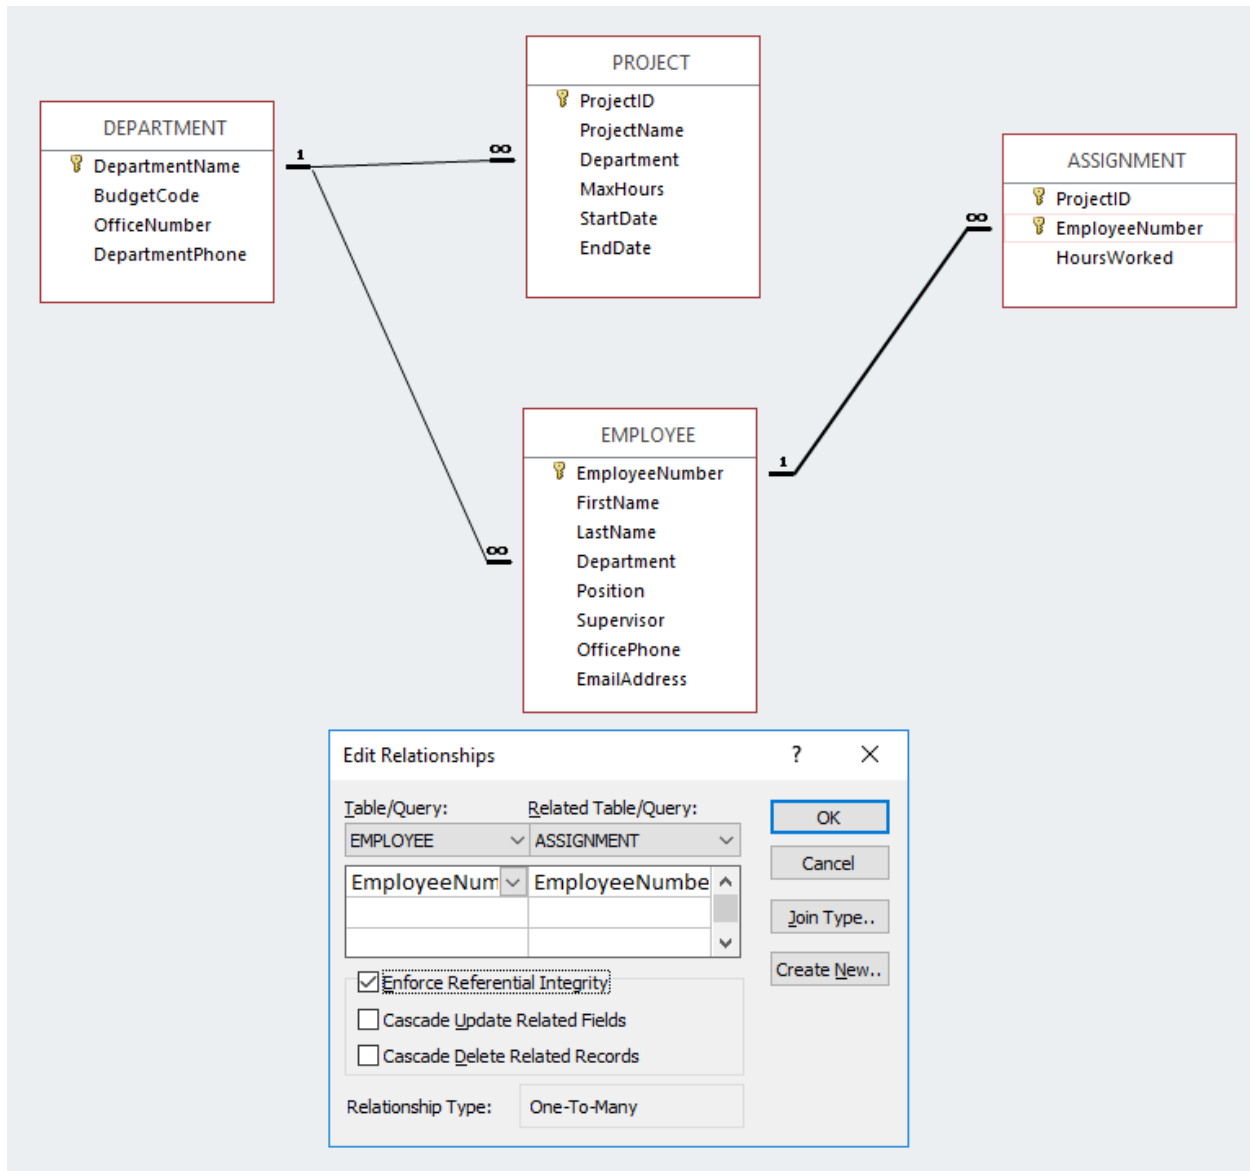 PROJECT
ProjectID
ProjectName
Department
MaxHours
StartDate
EndDate
DEPARTMENT
DepartmentName
BudgetCode
OfficeNumber
DepartmentPhone
1
∞
∞
ASSIGNMENT
ProjectID
EmployeeNumber
HoursWorked
∞
1
EMPLOYEE
EmployeeNumber
FirstName
LastName
Department
Position
Supervisor
OfficePhone
EmailAddress
Edit Relationships ? X
Table/Query: Related Table/Query:
EMPLOYEE ASSIGNMENT
EmployeeNum EmployeeNumbe
OK
Cancel
Join Type..
Create New..
Enforce Referential Integrity
Cascade Update Related Fields
Cascade Delete Related Records
Relationship Type: One-To-Many